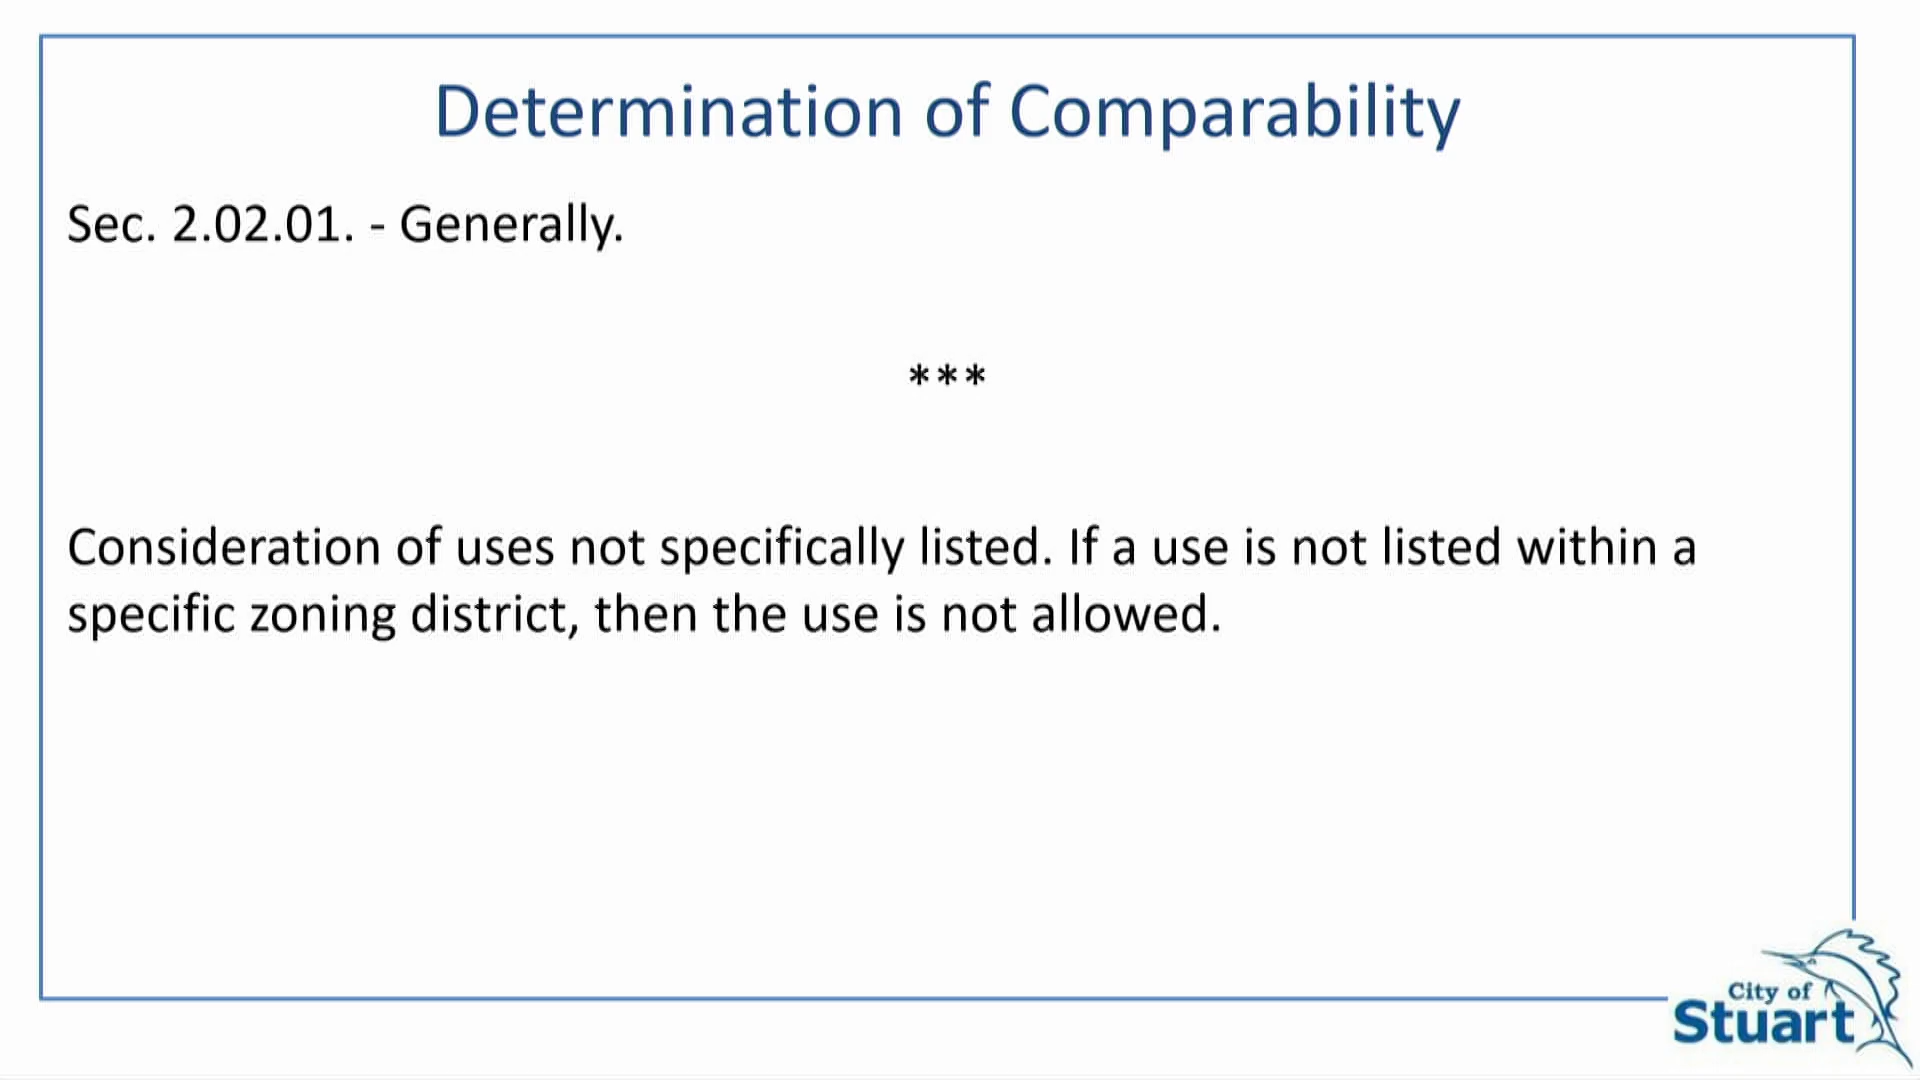 Determination of Comparability
Sec. 2.02.01. - Generally.
***
Consideration of uses not specifically listed. If a use is not listed within a
specific zoning district, then the use is not allowed.
City of
Stuart